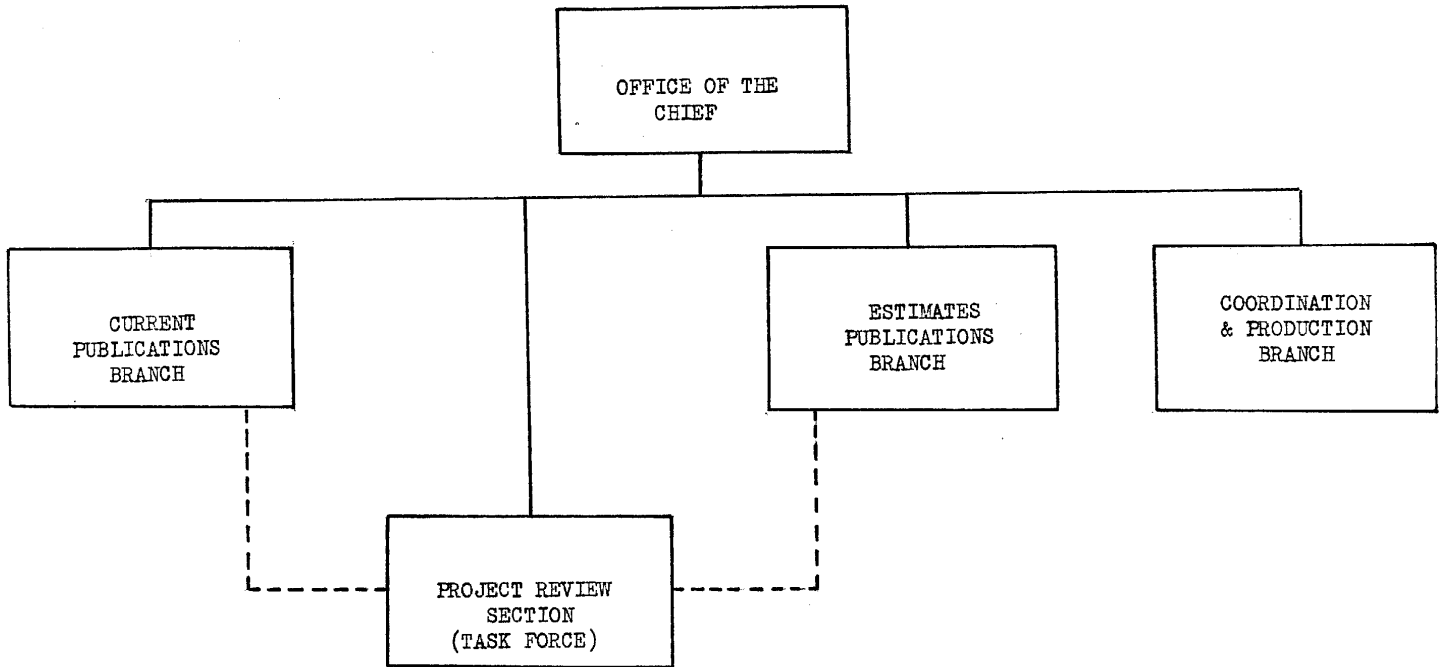 OFFICE OF THE
CHIEF
CURRENT
PUBLICATIONS
BRANCH
ESTIMATES
PUBLICATIONS
BRANCH
COORDINATION
& PRODUCTION
BRANCH
PROJECT REVIEW
SECTION
(TASK FORCE)